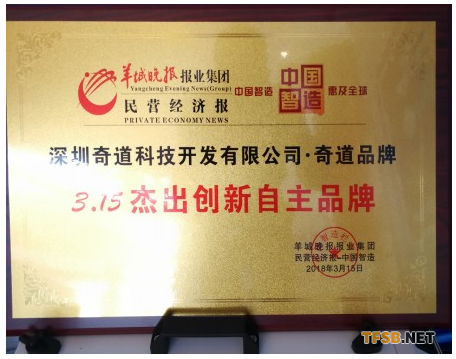 羊城晚报 报业集团
Yangcheng Evening News(Group)
民营经济报
PRIVATE ECONOMY NEWS
中国智造 中国智造 惠及全球
深圳奇道科技开发有限公司·奇道品牌
3.15 杰出创新自主品牌
羊城晚报报业集团
民营经济报-中国智造
2018年3月15日
TFSB.NET